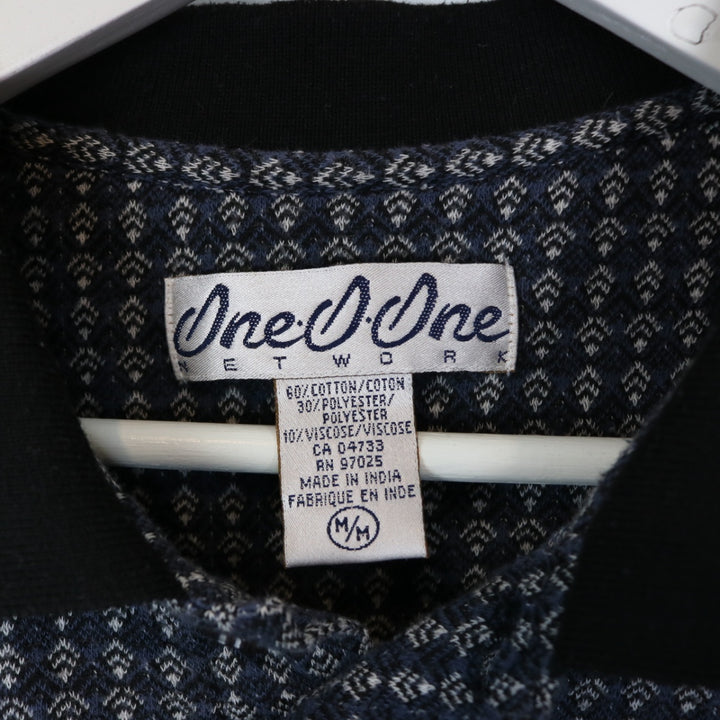 One·O·One
NETWORK
60% COTTON/COTON
30% POLYESTER/
POLYESTER
10% VISCOSE/VISCOSE
CA 04733
RN 97025
MADE IN INDIA
FABRIQUE EN INDE
M/M